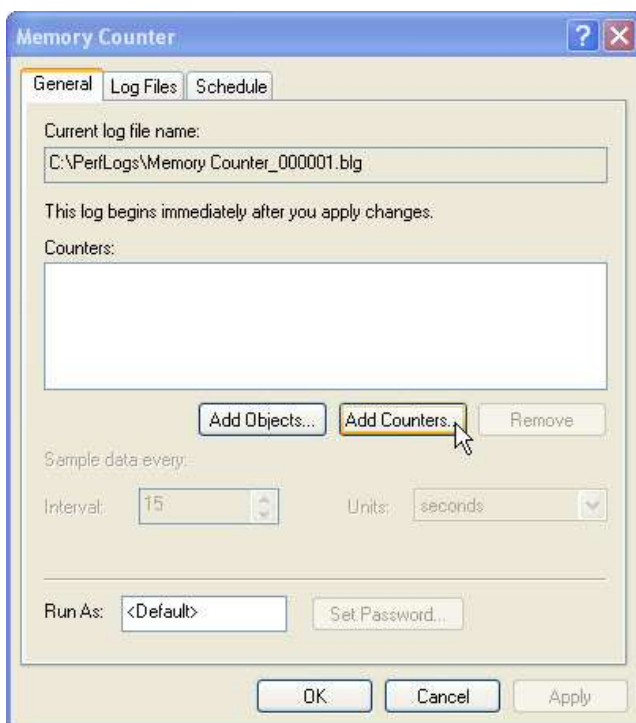 Memory Counter
General Log Files Schedule
Current log file name:
C:\PerfLogs\Memory Counter_000001.blg
This log begins immediately after you apply changes.
Counters:
Add Objects... Add Counters... Remove
Sample data every:
Interval: 15 Units: seconds
Run As: <Default> Set Password...
OK Cancel Apply